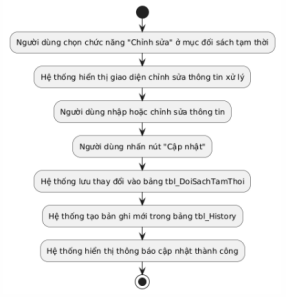 Người dùng chọn chức năng "Chỉnh sửa" ở mục đối sách tạm thời
Hệ thống hiển thị giao diện chỉnh sửa thông tin xử lý
Người dùng nhập hoặc chỉnh sửa thông tin
Người dùng nhấn nút "Cập nhật"
Hệ thống lưu thay đổi vào bảng tbl_DoiSachTamThoi
Hệ thống tạo bản ghi mới trong bảng tbl_History
Hệ thống hiển thị thông báo cập nhật thành công